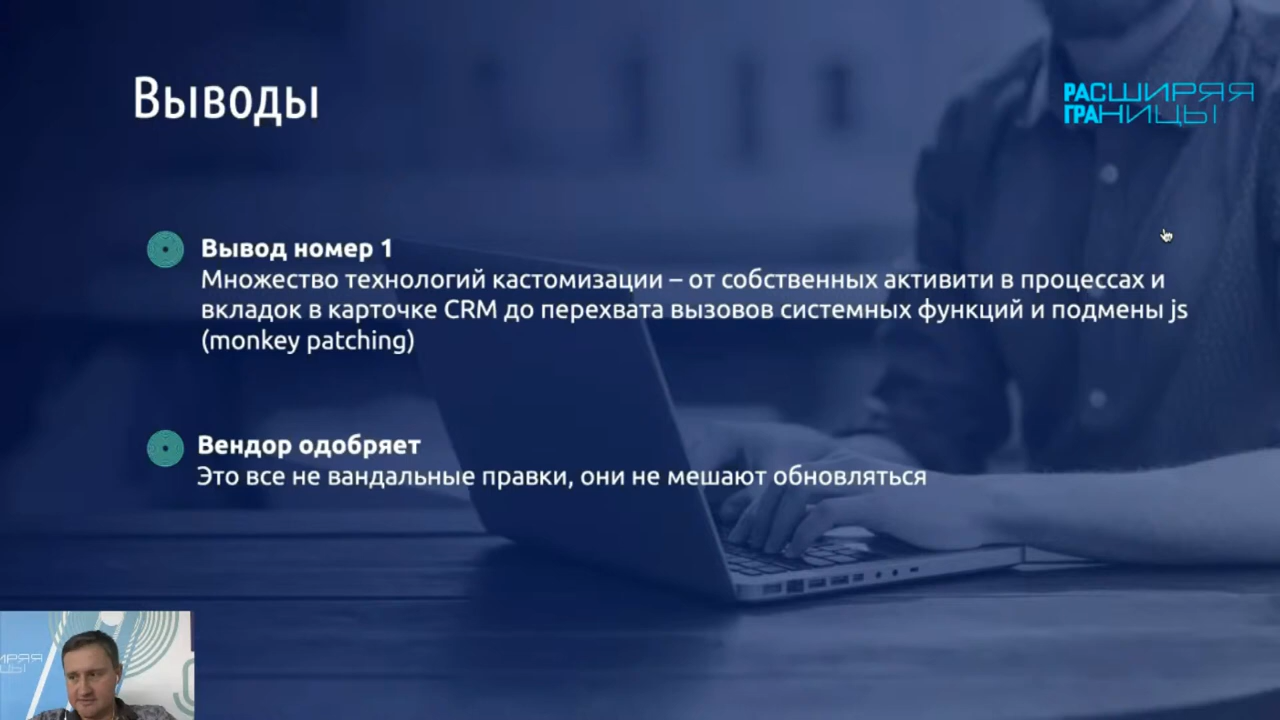 Выводы
РАСШИРЯЯ
ГРАНИЦЫ
Вывод номер 1
Множество технологий кастомизации – от собственных активити в процессах и
вкладок в карточке CRM до перехвата вызовов системных функций и подмены js
(monkey patching)
Вендор одобряет
Это все не вандальные правки, они не мешают обновляться